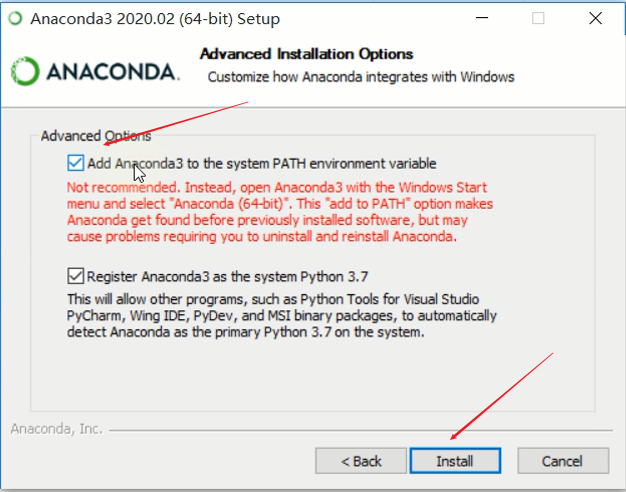 Anaconda3 2020.02 (64-bit) Setup
Advanced Installation Options
Customize how Anaconda integrates with Windows
ANACONDA.
Advanced Options
Add Anaconda3 to the system PATH environment variable
Not recommended. Instead, open Anaconda3 with the Windows Start
menu and select "Anaconda (64-bit)". This "add to PATH" option makes
Anaconda get found before previously installed software, but may
cause problems requiring you to uninstall and reinstall Anaconda.
Register Anaconda3 as the system Python 3.7
This will allow other programs, such as Python Tools for Visual Studio
PyCharm, Wing IDE, PyDev, and MSI binary packages, to automatically
detect Anaconda as the primary Python 3.7 on the system.
Anaconda, Inc.
< Back
Install
Cancel